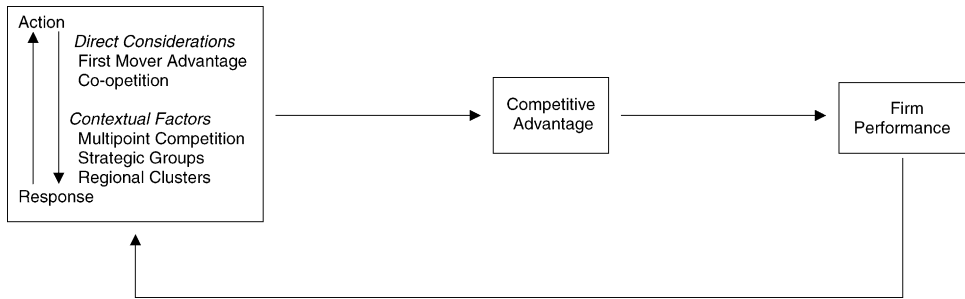 Action
Direct Considerations
First Mover Advantage
Co-opetition
Contextual Factors
Multipoint Competition
Strategic Groups
Regional Clusters
Response
Competitive
Advantage
Firm
Performance